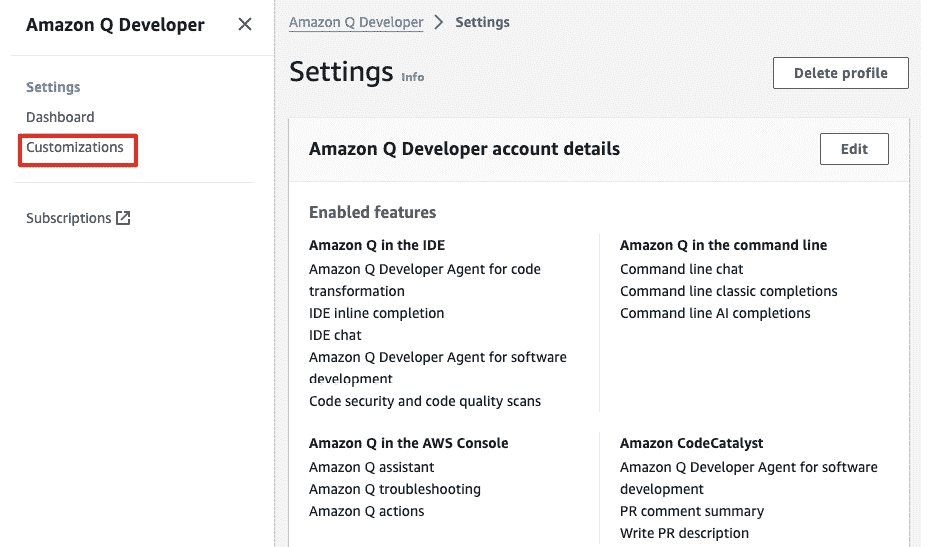 Amazon Q Developer
Settings
Dashboard
Customizations
Subscriptions
Amazon Q Developer > Settings
Settings Info
Delete profile
Amazon Q Developer account details
Edit
Enabled features
Amazon Q in the IDE
Amazon Q Developer Agent for code
transformation
IDE inline completion
IDE chat
Amazon Q Developer Agent for software
development
Code security and code quality scans
Amazon Q in the command line
Command line chat
Command line classic completions
Command line AI completions
Amazon Q in the AWS Console
Amazon Q assistant
Amazon Q troubleshooting
Amazon Q actions
Amazon CodeCatalyst
Amazon Q Developer Agent for software
development
PR comment summary
Write PR description